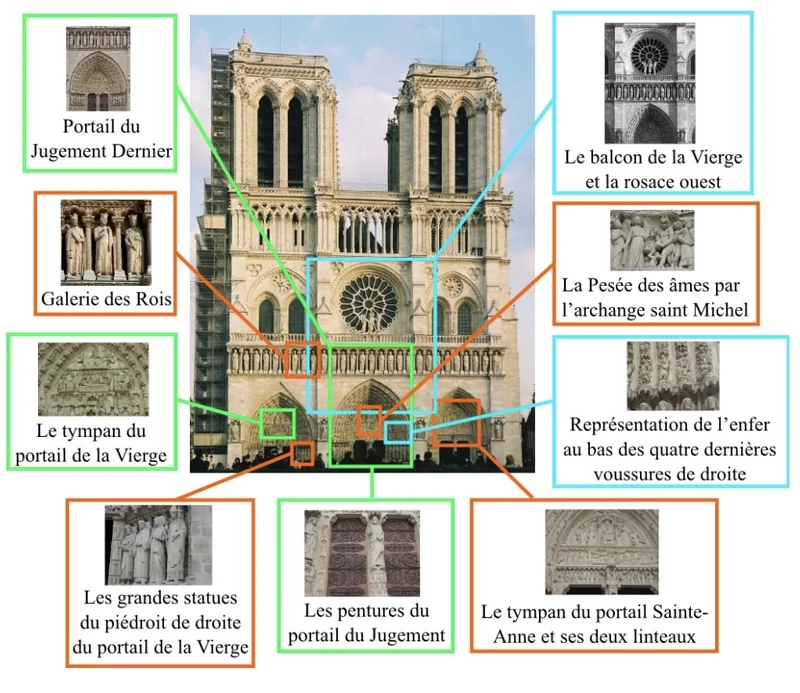 Portail du
Jugement Dernier
Le balcon de la Vierge
et la rosace ouest
Galerie des Rois
La Pesée des âmes par
l’archange saint Michel
Le tympan du
portail de la Vierge
Représentation de l’enfer
au bas des quatre dernières
voussures de droite
Les grandes statues
du piédroit de droite
du portail de la Vierge
Les pentures du
portail du Jugement
Le tympan du portail Sainte-
Anne et ses deux linteaux